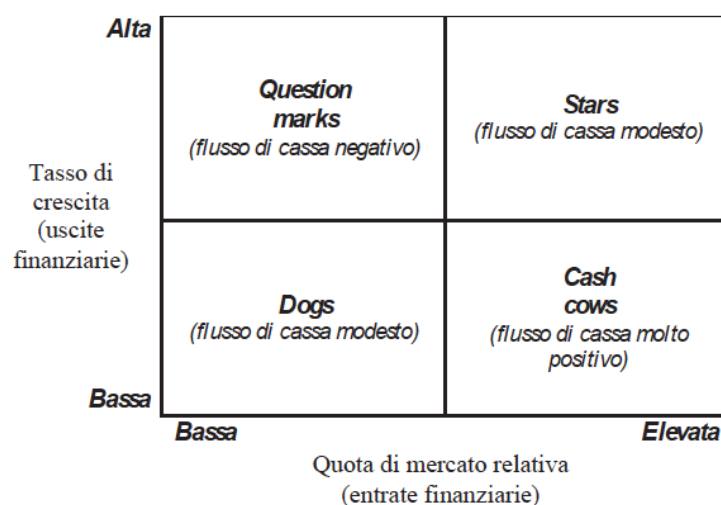 Alta
Question
marks
(flusso di cassa negativo)
Stars
(flusso di cassa modesto)
Tasso di
crescita
(uscite
finanziarie)
Dogs
(flusso di cassa modesto)
Cash
cows
(flusso di cassa molto
positivo)
Bassa
Bassa
Elevata
Quota di mercato relativa
(entrate finanziarie)